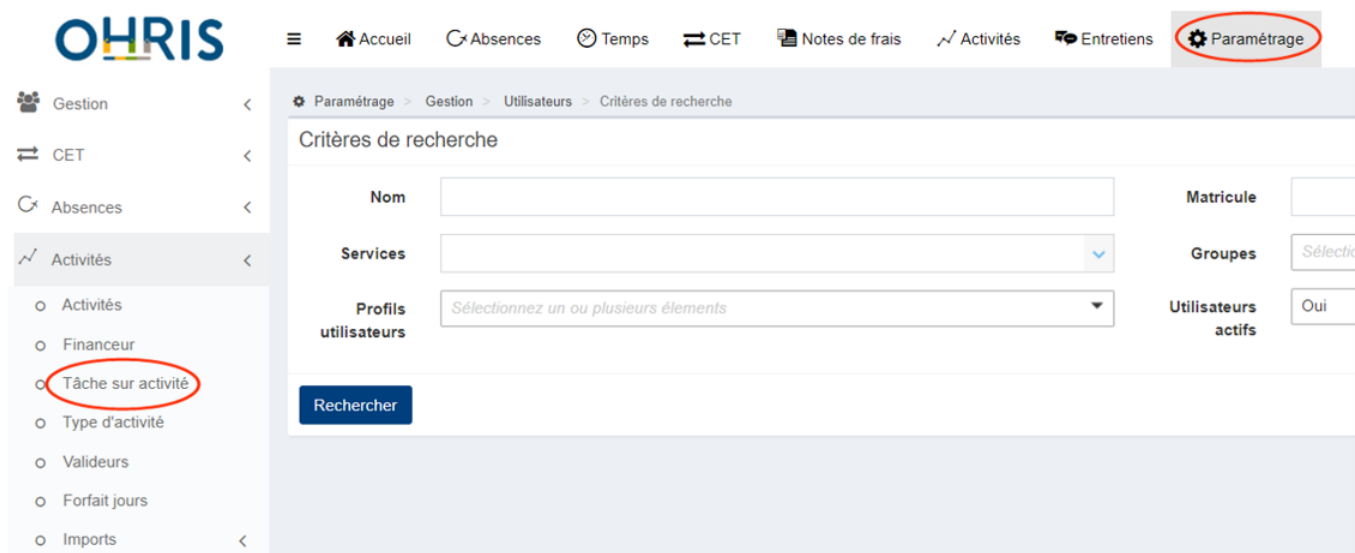 OHRIS
Accueil Absences Temps CET Notes de frais Activités Entretiens Paramétrage
Gestion
CET
Absences
Activités
Activités
Financeur
Tâche sur activité
Type d'activité
Valideurs
Forfait jours
Imports
Paramétrage > Gestion > Utilisateurs > Critères de recherche
Critères de recherche
Nom
Matricule
Services
Groupes
Profils utilisateurs
Sélectionnez un ou plusieurs élements
Utilisateurs actifs
Oui
Rechercher